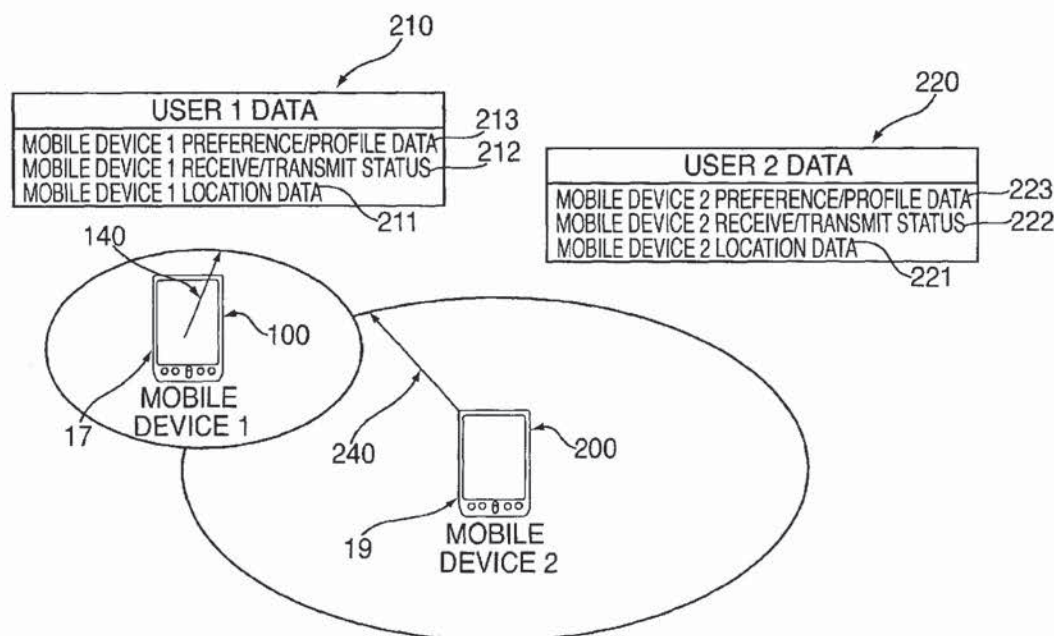 210
USER 1 DATA
MOBILE DEVICE 1 PREFERENCE/PROFILE DATA 213
MOBILE DEVICE 1 RECEIVE/TRANSMIT STATUS 212
MOBILE DEVICE 1 LOCATION DATA
211
220
USER 2 DATA
MOBILE DEVICE 2 PREFERENCE/PROFILE DATA 223
MOBILE DEVICE 2 RECEIVE/TRANSMIT STATUS 222
MOBILE DEVICE 2 LOCATION DATA
221
140
100
MOBILE
DEVICE 1
17
240
200
19
MOBILE
DEVICE 2